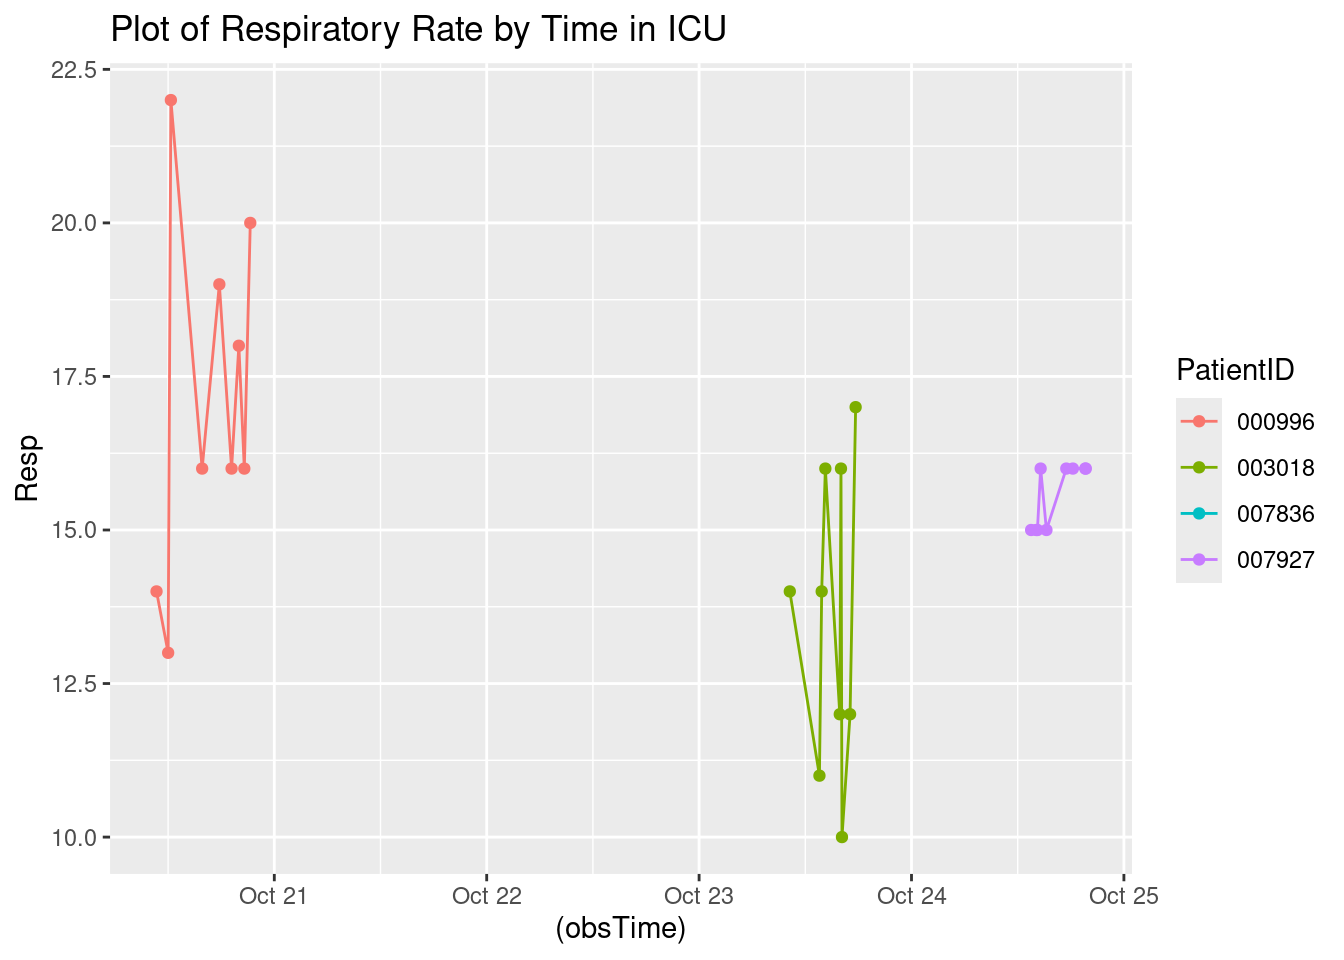 Plot of Respiratory Rate by Time in ICU
22.5
20.0
17.5
15.0
12.5
10.0
Resp
Oct 21
Oct 22
Oct 23
Oct 24
Oct 25
(obsTime)
PatientID
000996
003018
007836
007927